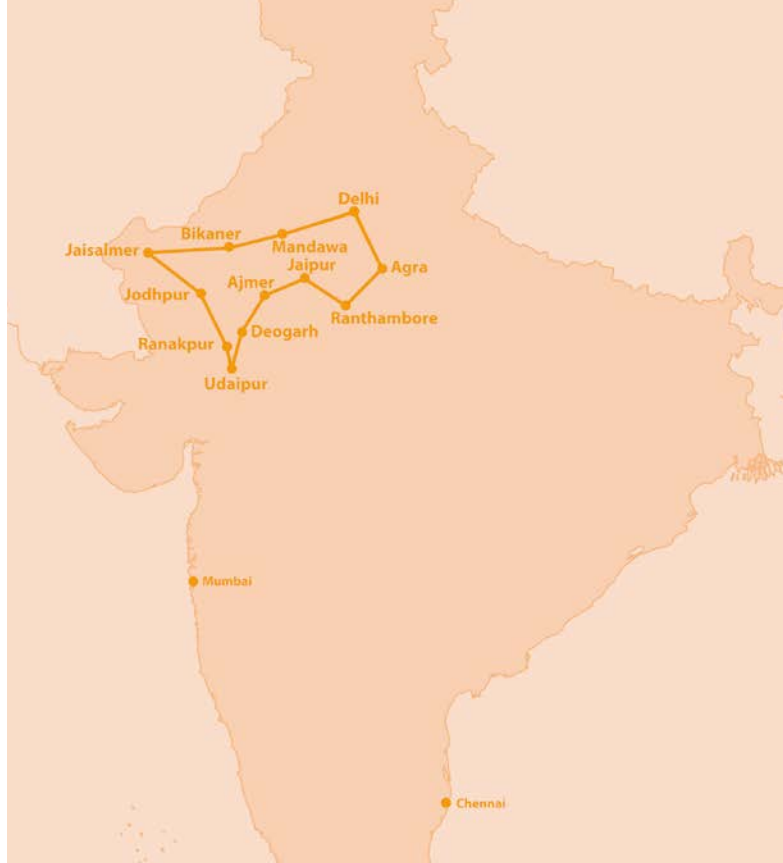 Delhi
Bikaner
Mandawa
Jaisalmer
Jaipur
Agra
Ajmer
Jodhpur
Ranthambore
Deogarh
Ranakpur
Udaipur
Mumbai
Chennai